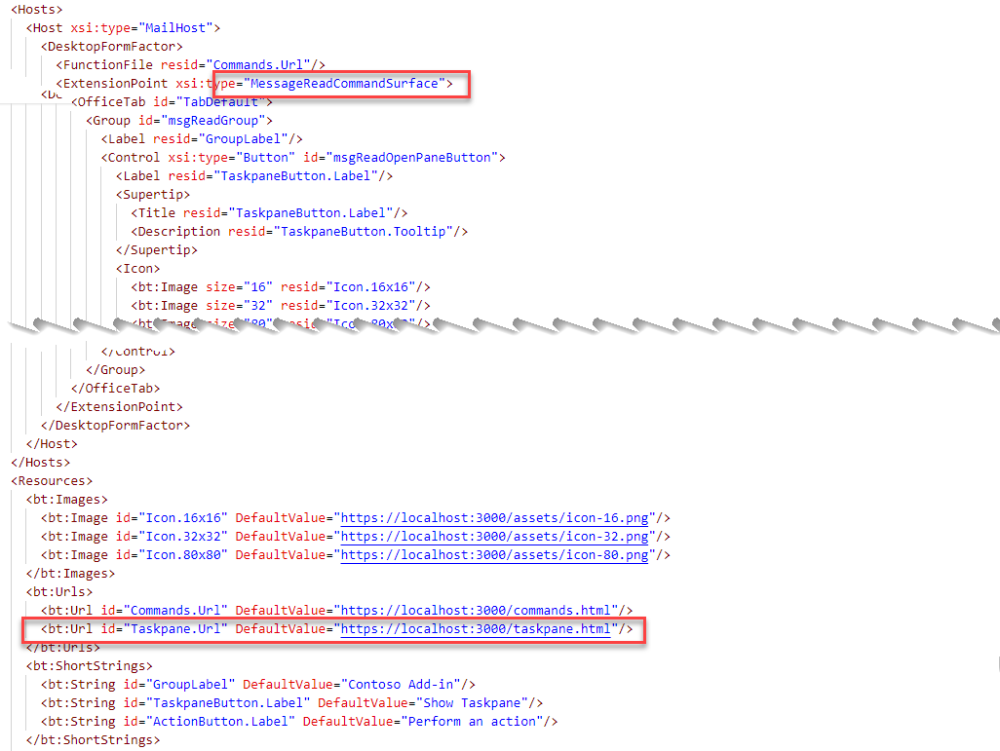 <Hosts>
<Host xsi:type="MailHost">
<DesktopFormFactor>
<FunctionFile resid="Commands.Url"/>
<ExtensionPoint xsi:type="MessageReadCommandSurface">
<OfficeTab id="TabDefault">
<Group id="msgReadGroup">
<Label resid="GroupLabel"/>
<Control xsi:type="Button" id="msgReadOpenPaneButton">
<Label resid="TaskpaneButton.Label"/>
<Supertip>
<Title resid="TaskpaneButton.Label"/>
<Description resid="TaskpaneButton.Tooltip"/>
</Supertip>
<Icon>
<bt:Image size="16" resid="Icon.16x16"/>
<bt:Image size="32" resid="Icon.32x32"/>
<bt:Image size="80" resid="Icon.80x80"/>
</Control>
</Group>
</OfficeTab>
</ExtensionPoint>
</DesktopFormFactor>
</Host>
</Hosts>
<Resources>
<bt:Images>
<bt:Image id="Icon.16x16" DefaultValue="https://localhost:3000/assets/icon-16.png"/>
<bt:Image id="Icon.32x32" DefaultValue="https://localhost:3000/assets/icon-32.png"/>
<bt:Image id="Icon.80x80" DefaultValue="https://localhost:3000/assets/icon-80.png"/>
</bt:Images>
<bt:Urls>
<bt:Url id="Commands.Url" DefaultValue="https://localhost:3000/commands.html"/>
<bt:Url id="Taskpane.Url" DefaultValue="https://localhost:3000/taskpane.html"/>
</bt:Urls>
<bt:ShortStrings>
<bt:String id="GroupLabel" DefaultValue="Contoso Add-in"/>
<bt:String id="TaskpaneButton.Label" DefaultValue="Show Taskpane"/>
<bt:String id="ActionButton.Label" DefaultValue="Perform an action"/>
</bt:ShortStrings>